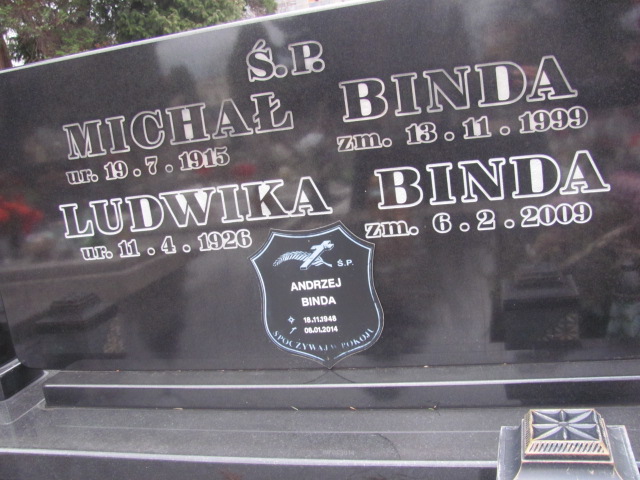 Ś.P.
MICHAŁ BINDA
ur. 19.7.1915 zm. 13.11.1999
LUDWIKA BINDA
ur. 11.4.1926 zm. 6.2.2009
Ś.P.
ANDRZEJ
BINDA
18.11.1948
08.01.2014
SPOCZYWAJ W POKOJU